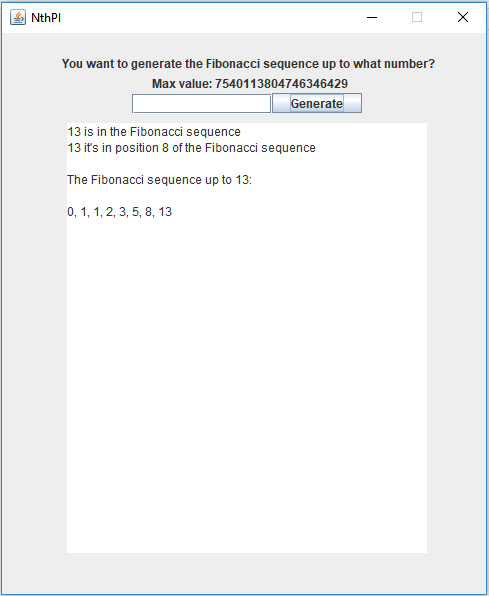 NthPI
You want to generate the Fibonacci sequence up to what number?
Max value: 7540113804746346429
Generate
13 is in the Fibonacci sequence
13 it's in position 8 of the Fibonacci sequence
The Fibonacci sequence up to 13:
0, 1, 1, 2, 3, 5, 8, 13